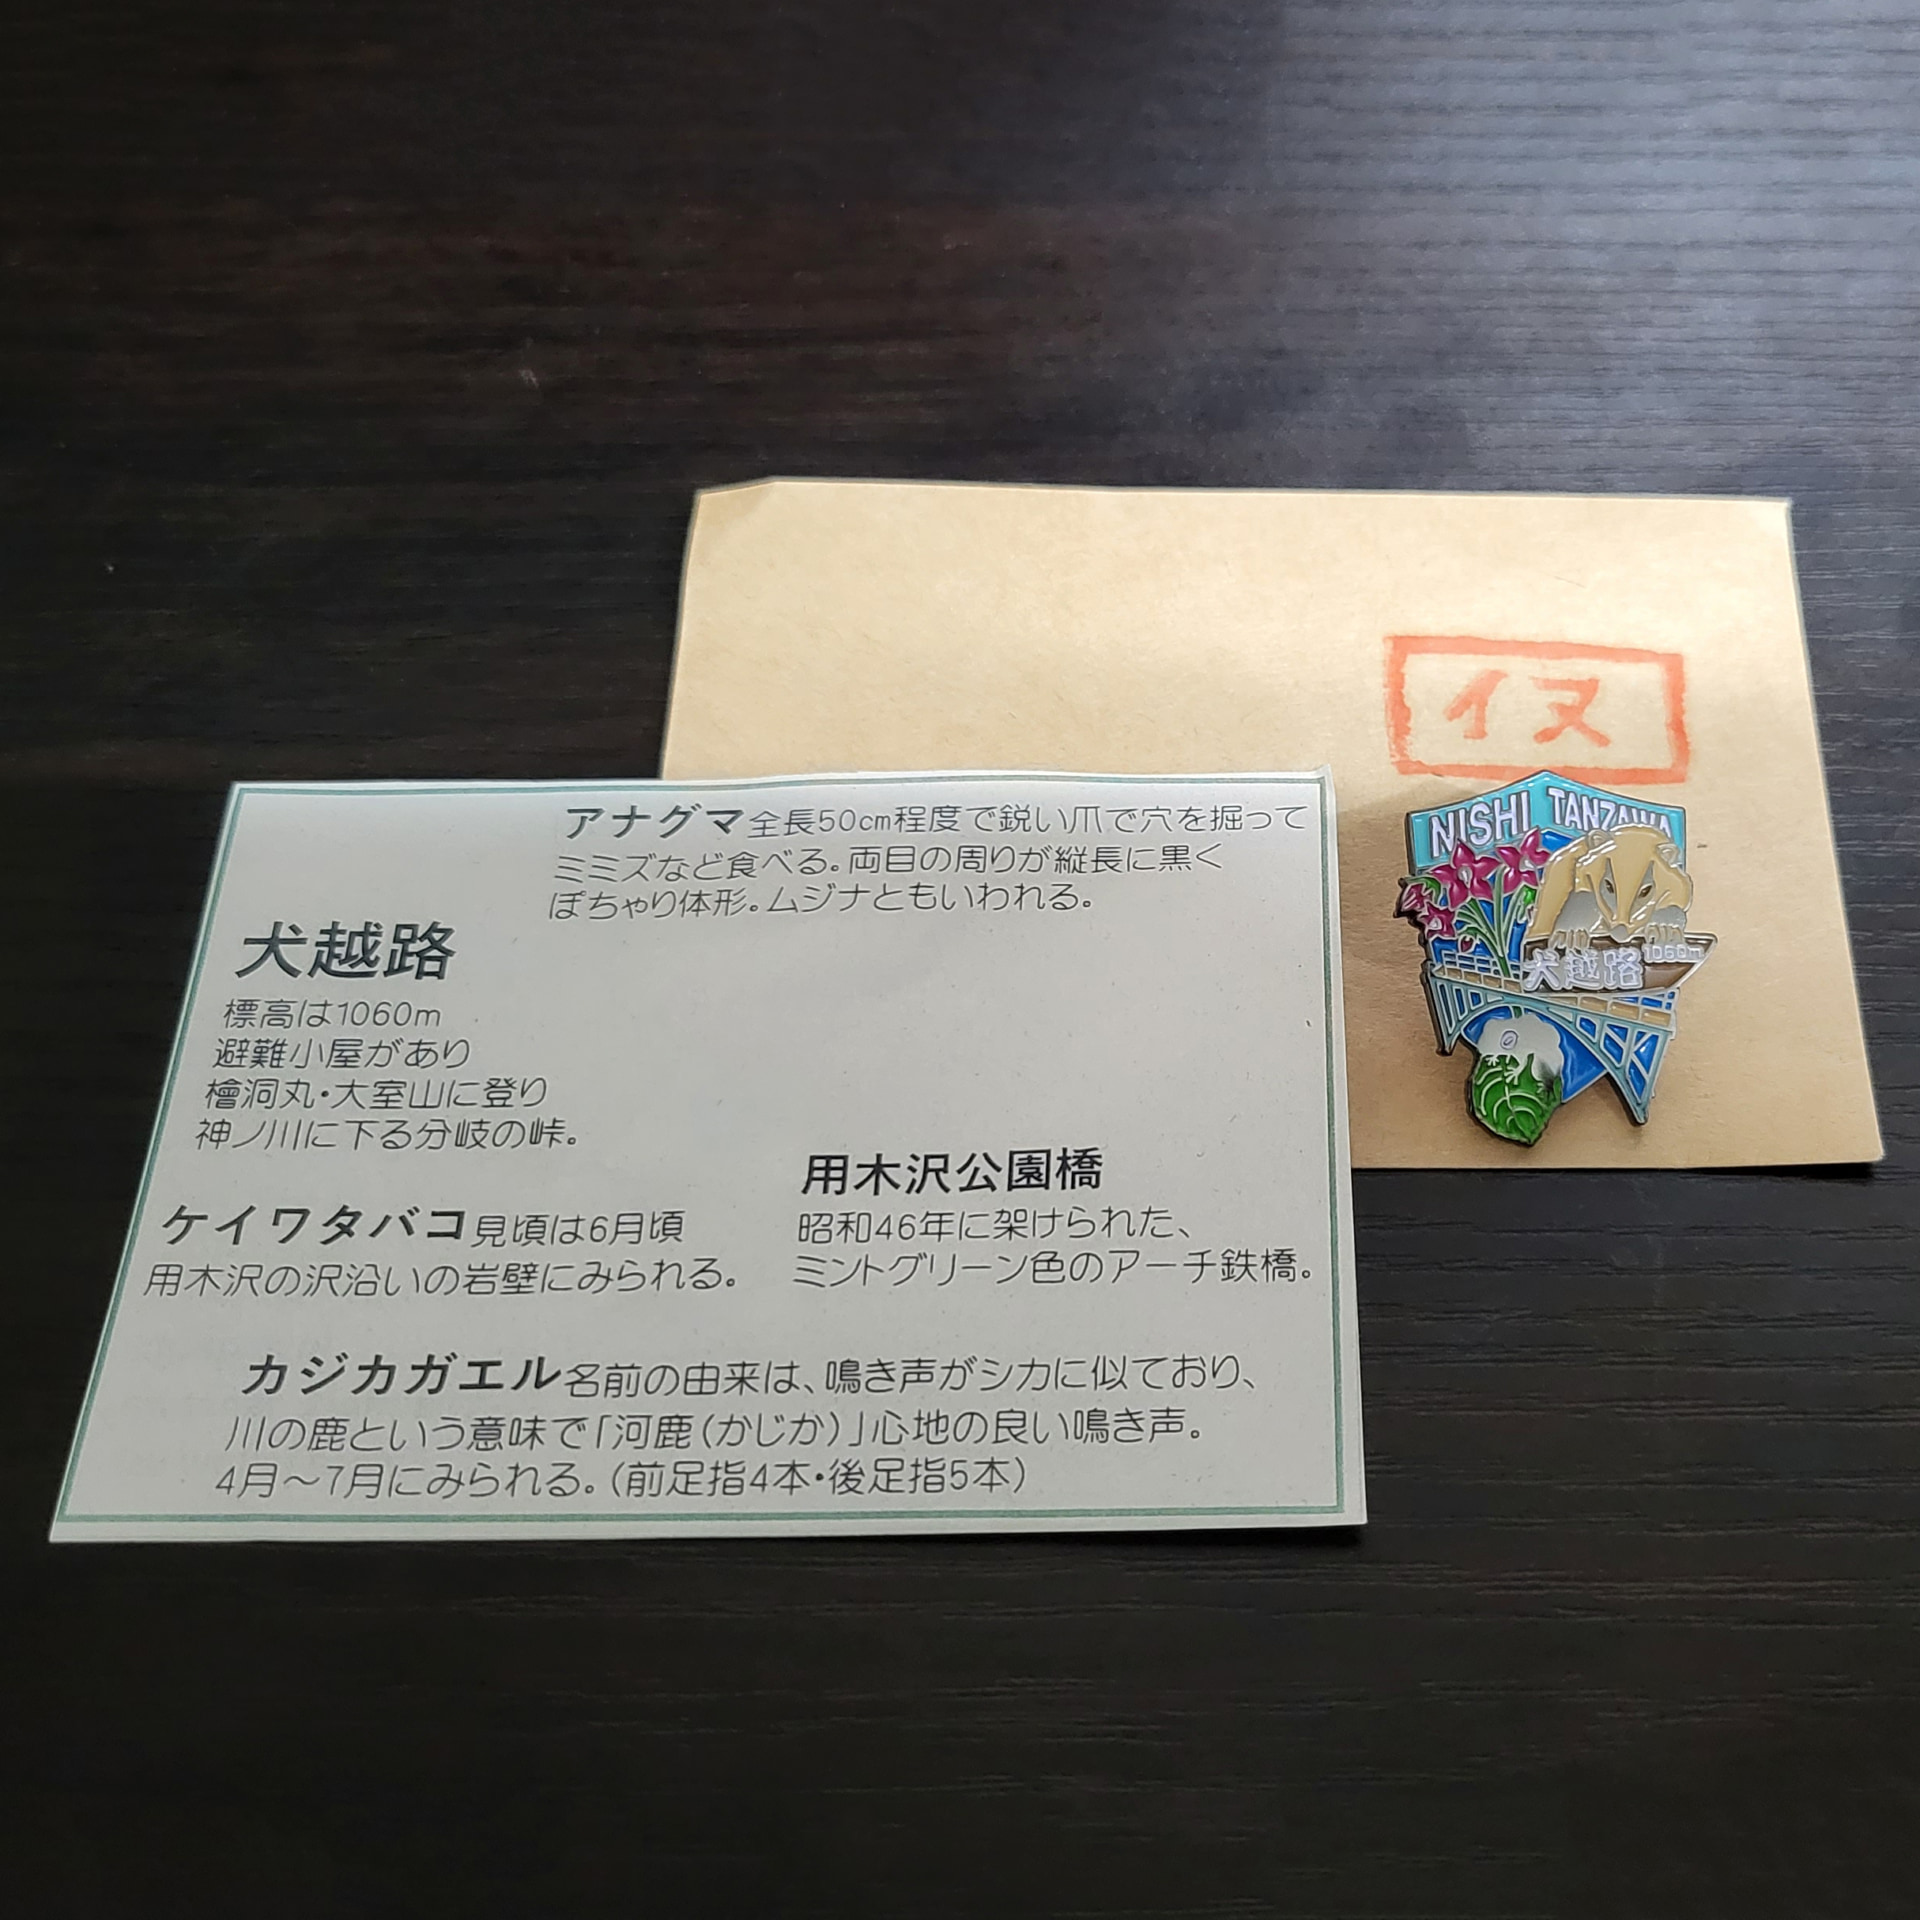 イヌ
NISHI TANZAWA
1060m
犬越路
アナグマ全長50cm程度で鋭い爪で穴を掘って
ミミズなど食べる。両目の周りが縦長に黒く
ぽちゃり体形。ムジナともいわれる。
犬越路
標高は1060m
避難小屋があり
檜洞丸・大室山に登り
神ノ川に下る分岐の峠。
ケイワタバコ見頃は6月頃
用木沢の沢沿いの岩壁にみられる。
用木沢公園橋
昭和46年に架けられた、
ミントグリーン色のアーチ鉄橋。
カジカガエル名前の由来は、鳴き声がシカに似ており、
川の鹿という意味で「河鹿（かじか）」心地の良い鳴き声。
4月～7月にみられる。（前足指4本・後足指5本）